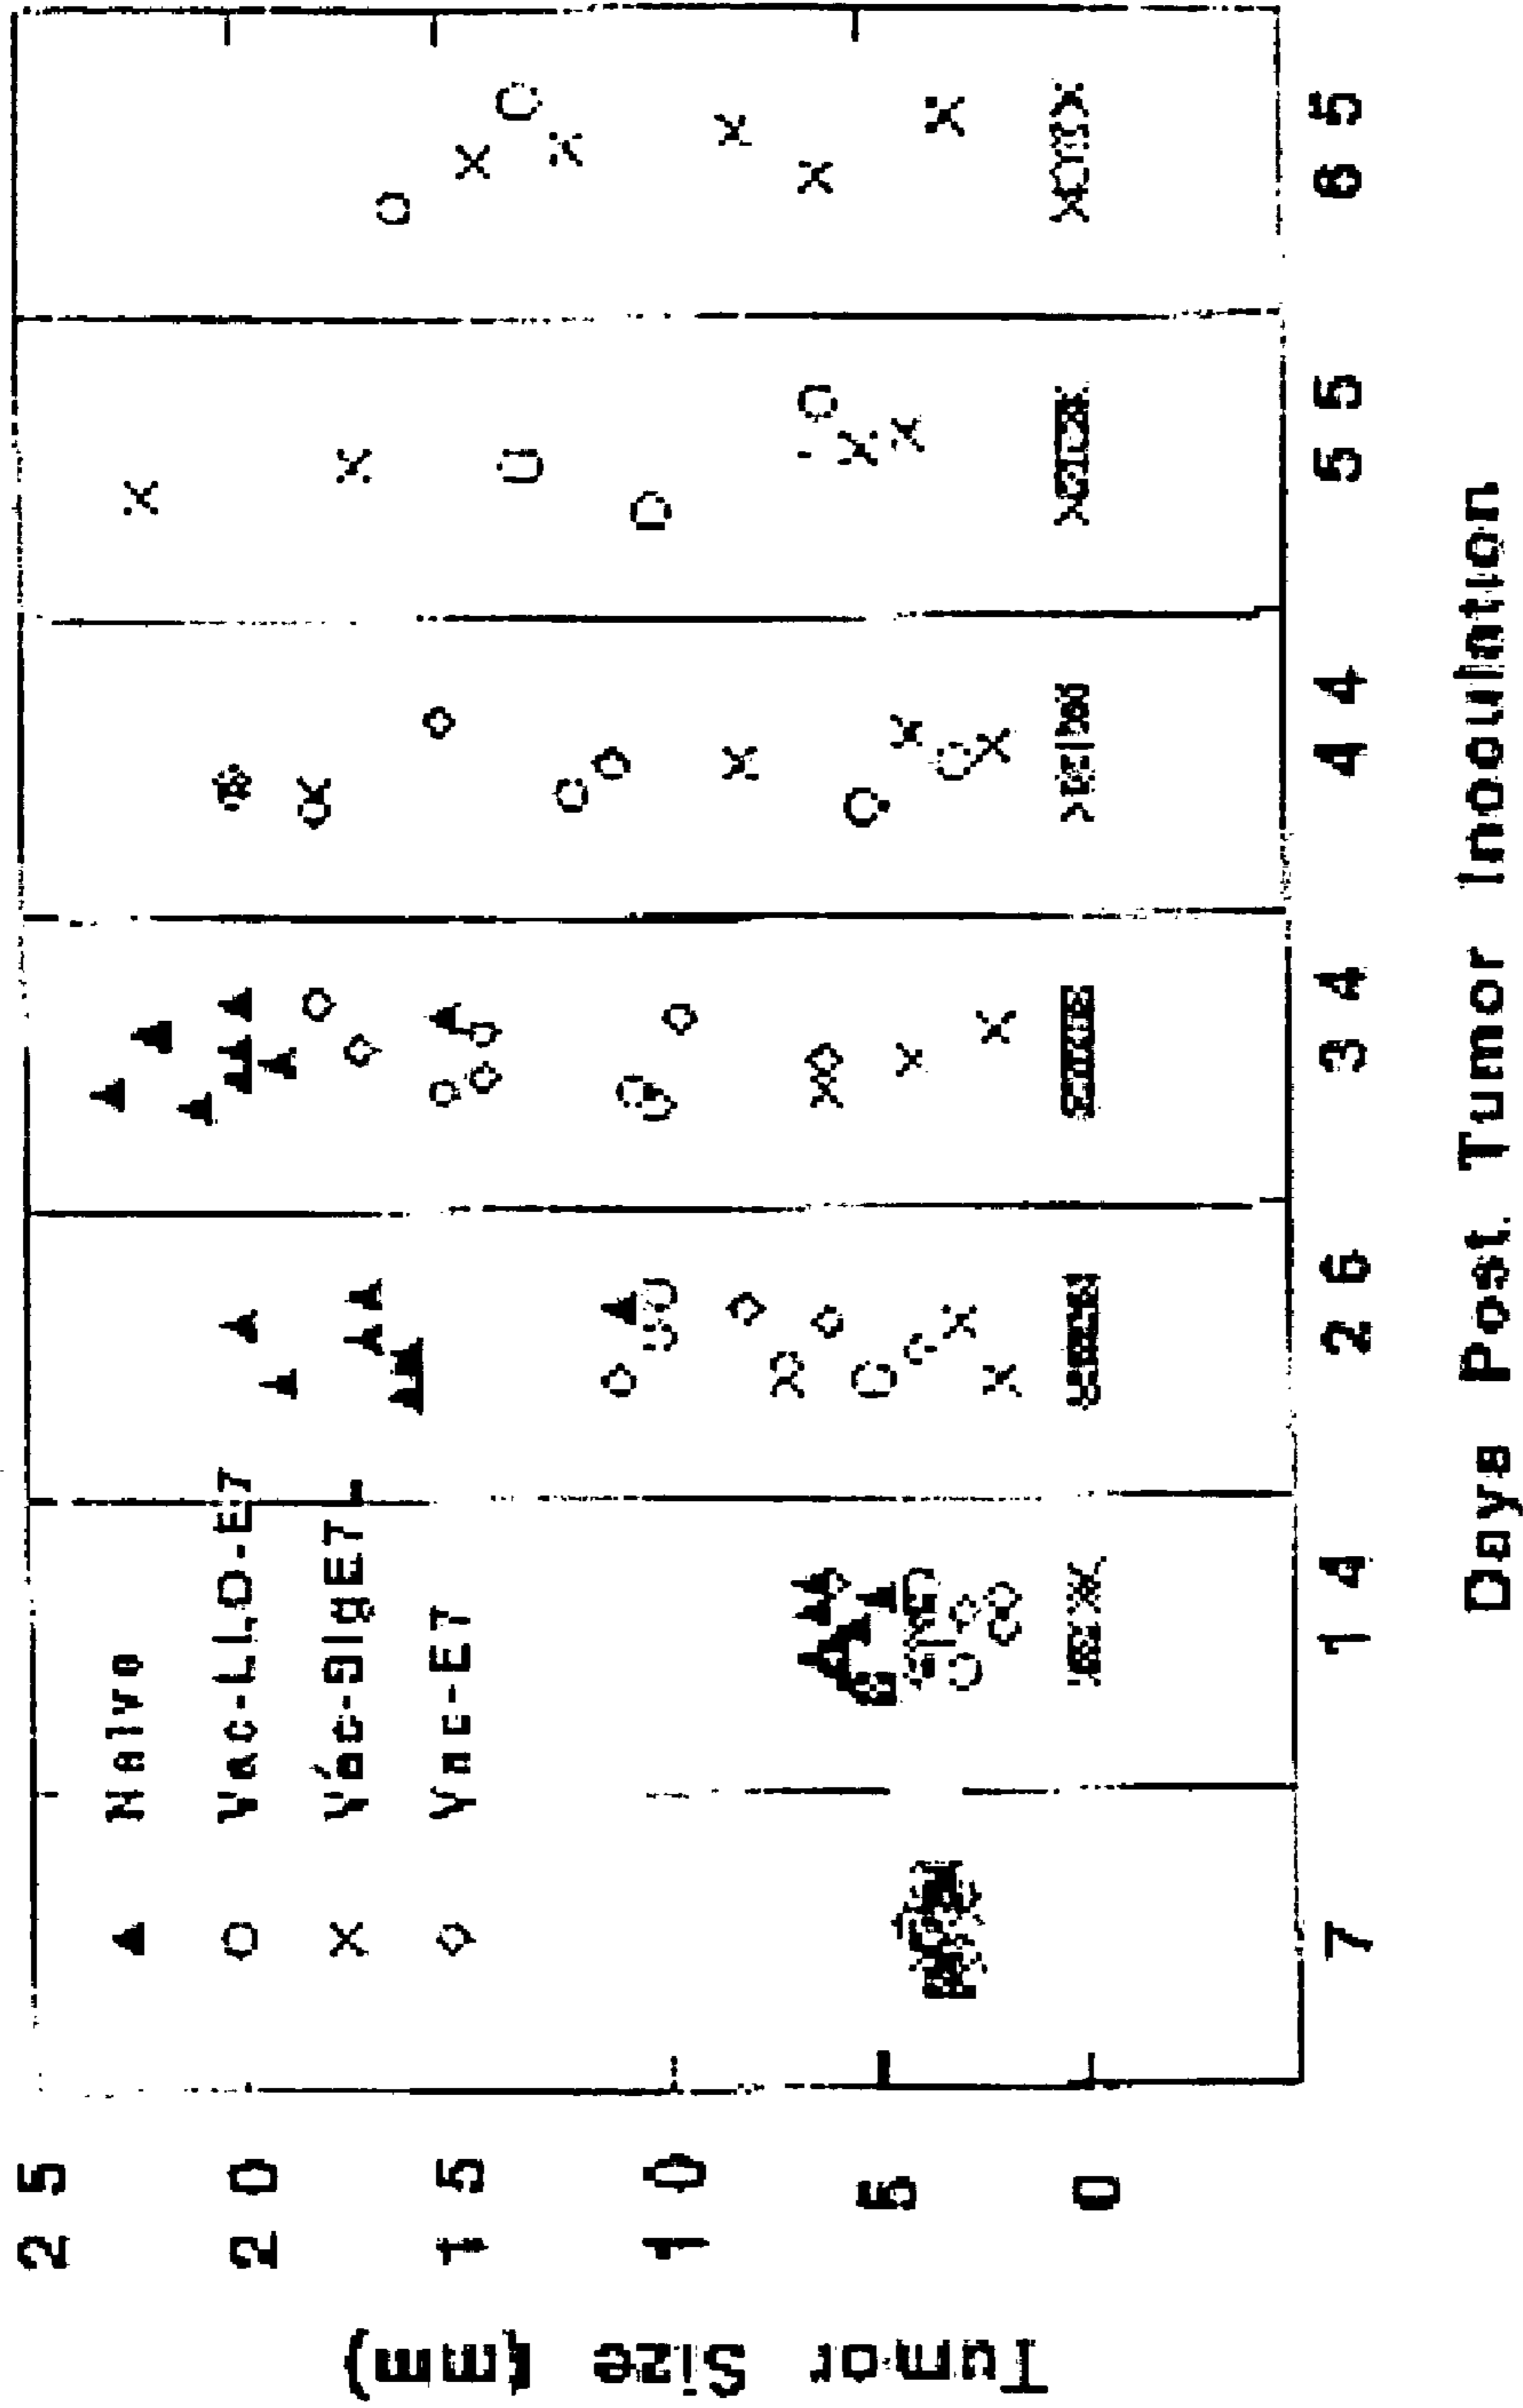 Tumor Size (mm)
25
20
15
10
5
0
Naive
Vac-LLO-E7
Vac-SigE7L
Vac-E7
7
14
26
34
44
55
65
Days Post Tumor Inoculation